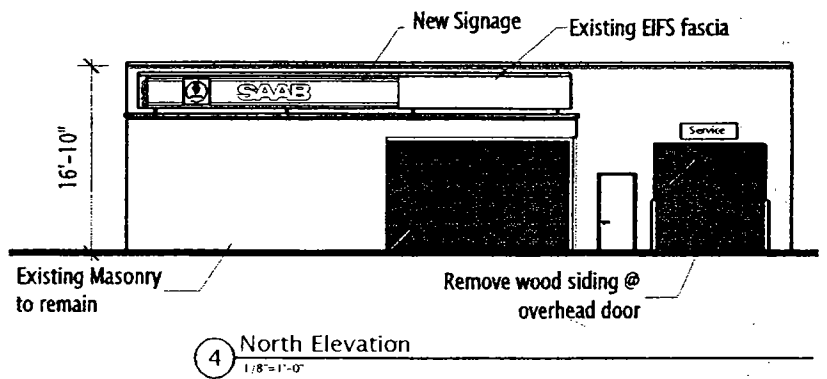 New Signage
Existing EIFS fascia
SAAB
Service
16'-10"
Existing Masonry
to remain
Remove wood siding @
overhead door
4
North Elevation
1/8"=1'-0"